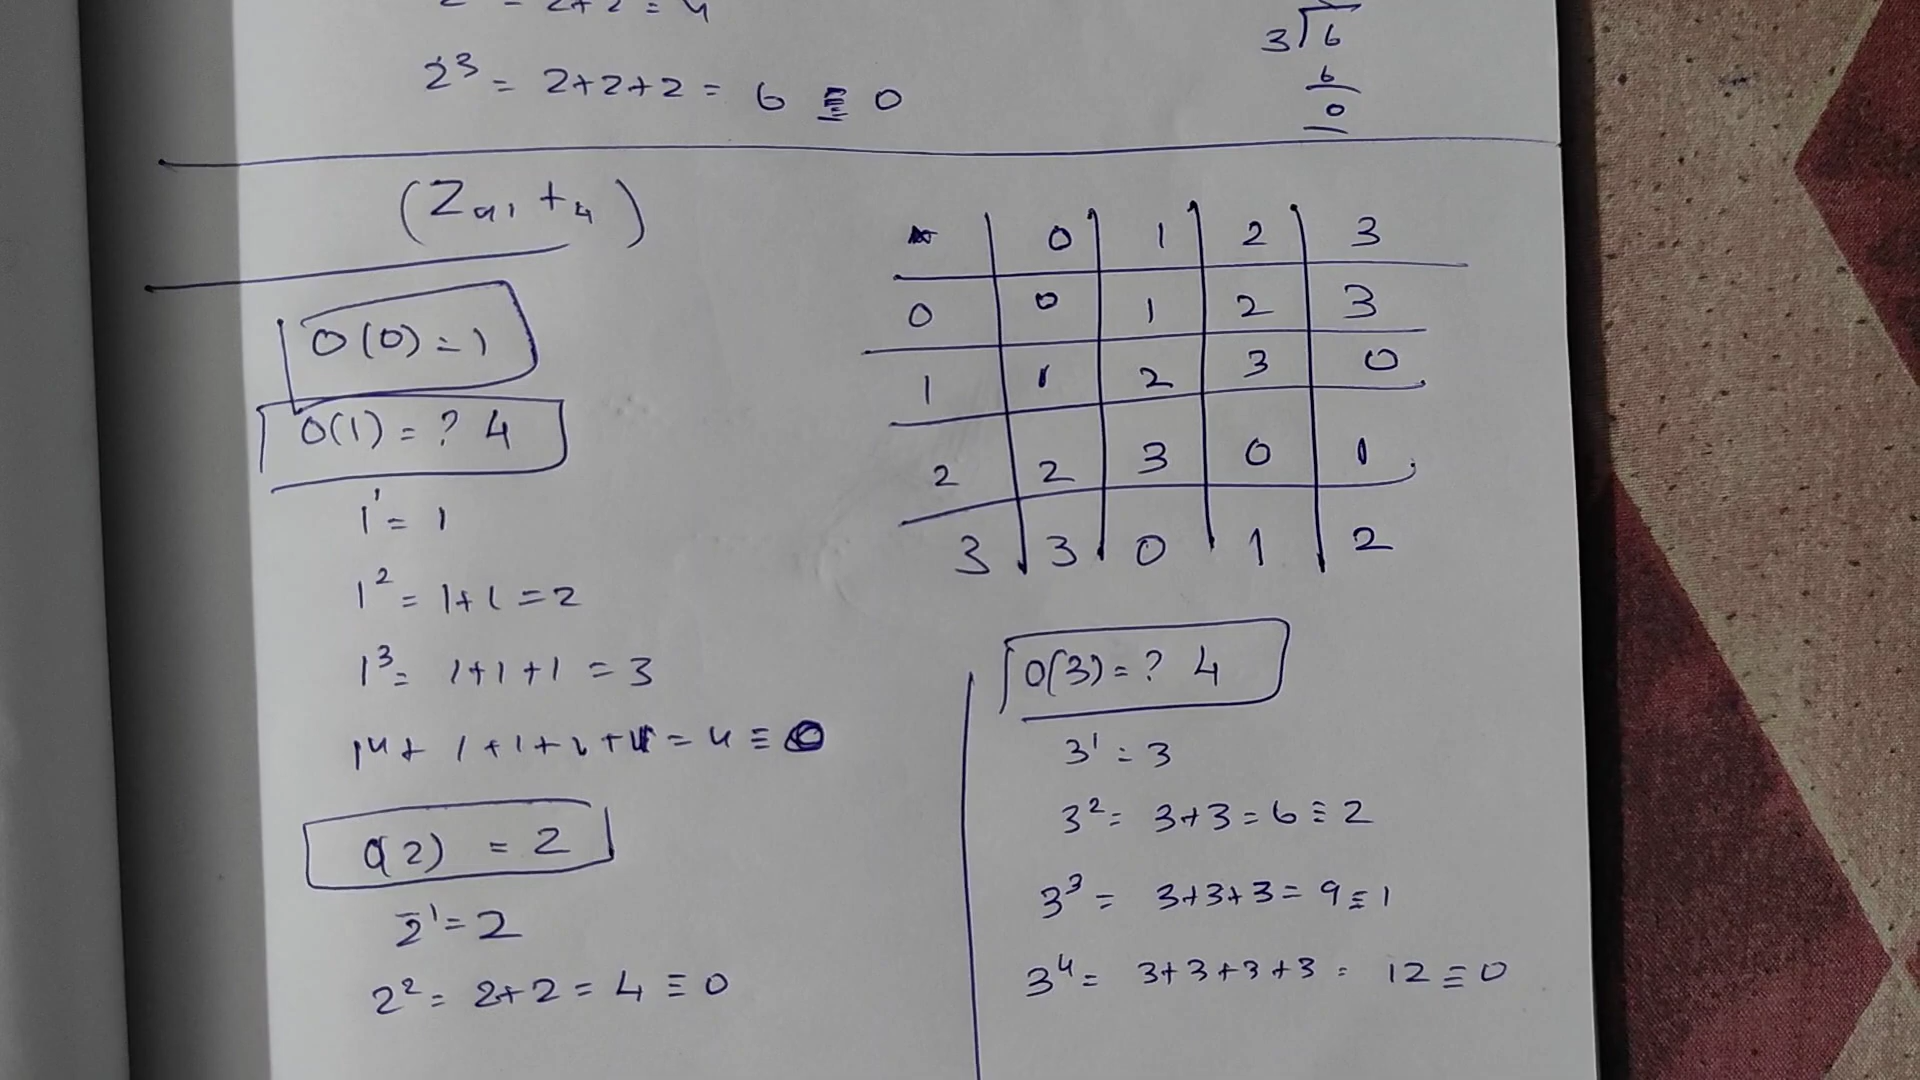 2² = 2+2 = 4
2³ = 2+2+2 = 6 ≡ 0
3)6
6
0
(Z4, +4)
O(0) = 1
O(1) = ? 4
1¹ = 1
1² = 1+1 = 2
1³ = 1+1+1 = 3
1⁴ = 1+1+1+1 = 4 ≡ 0
O(2) = 2
2¹ = 2
2² = 2+2 = 4 ≡ 0
0 1 2 3
0 0 1 2 3
1 1 2 3 0
2 2 3 0 1
3 3 0 1 2
O(3) = ? 4
3¹ = 3
3² = 3+3 = 6 ≡ 2
3³ = 3+3+3 = 9 ≡ 1
3⁴ = 3+3+3+3 = 12 ≡ 0